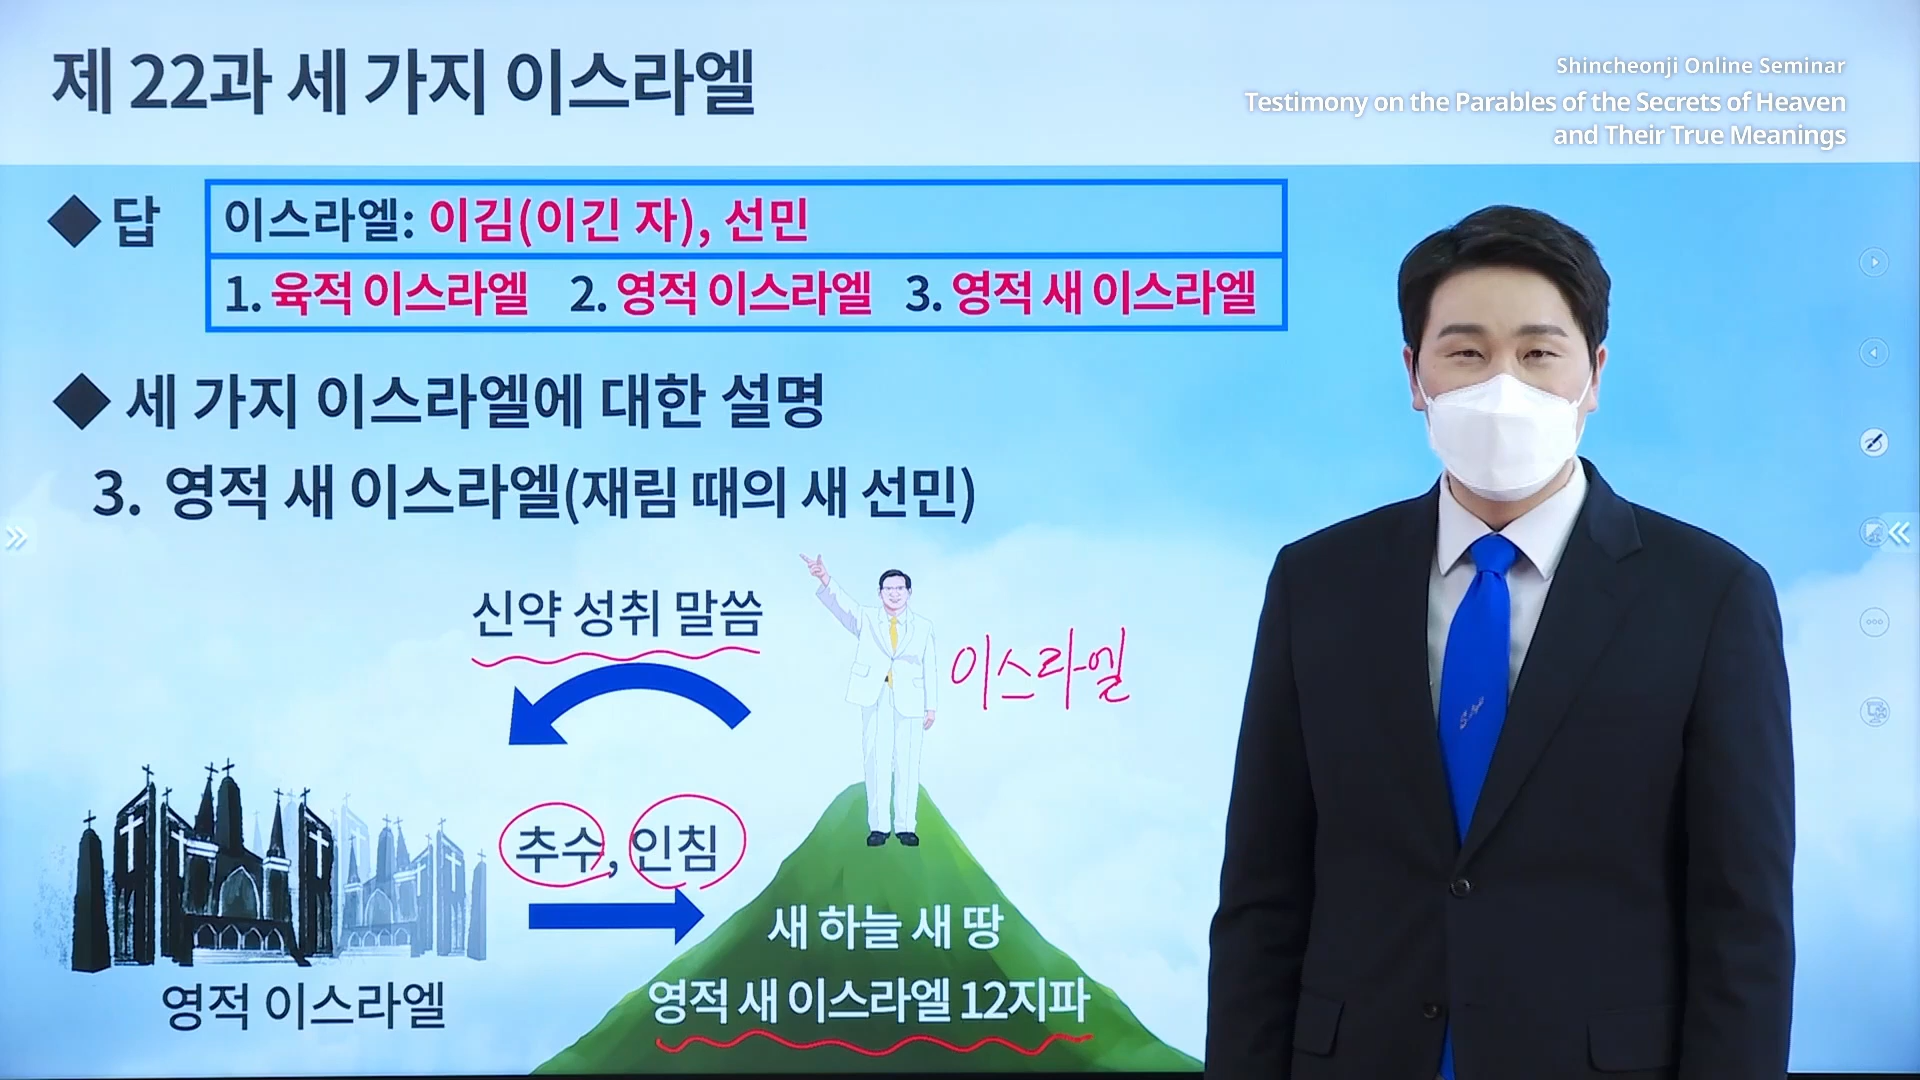 제 22과 세 가지 이스라엘
Shincheonji Online Seminar
Testimony on the Parables of the Secrets of Heaven
and Their True Meanings
◆ 답
이스라엘: 이김(이긴 자), 선민
1. 육적 이스라엘 2. 영적 이스라엘 3. 영적 새 이스라엘
◆ 세 가지 이스라엘에 대한 설명
3. 영적 새 이스라엘(재림 때의 새 선민)
신약 성취 말씀
이스라엘
추수, 인침
새 하늘 새 땅
영적 새 이스라엘 12지파
영적 이스라엘